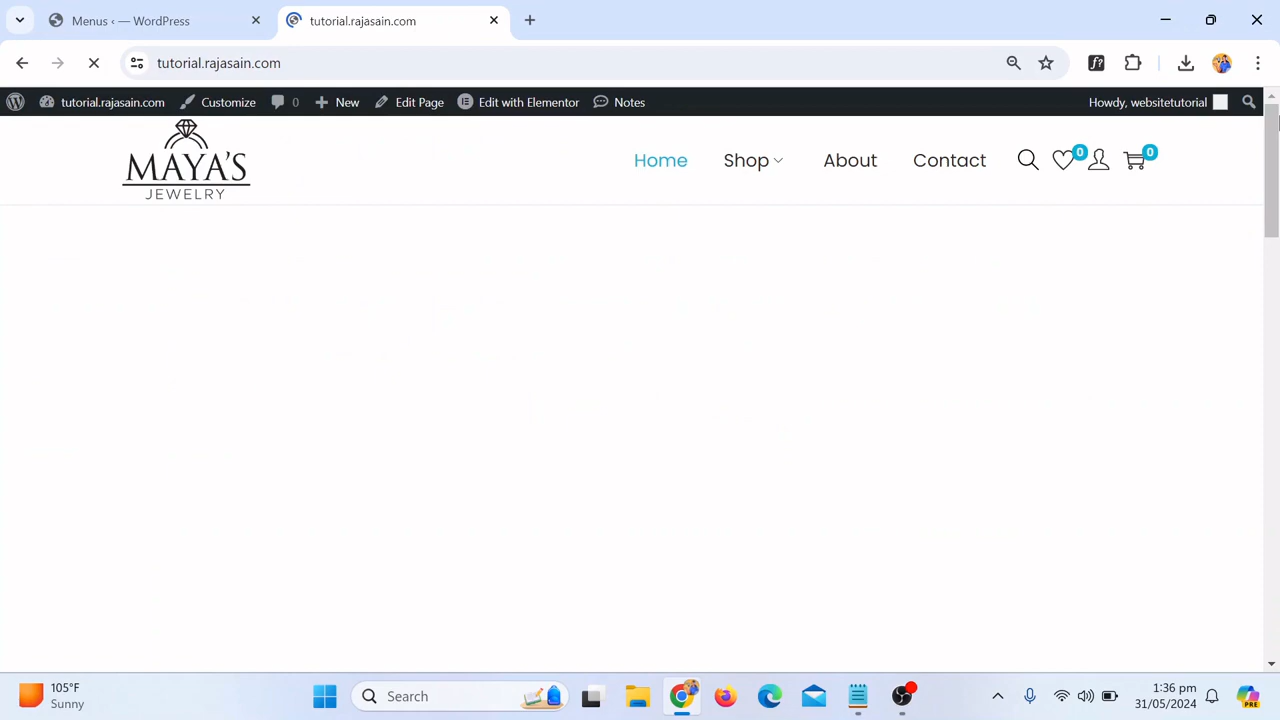 Menus ‹ — WordPress
tutorial.rajasain.com
tutorial.rajasain.com
tutorial.rajasain.com
Customize
0
New
Edit Page
Edit with Elementor
Notes
Howdy, websitetutorial
MAYA'S
JEWELRY
Home
Shop
About
Contact
0
0
105°F
Sunny
Search
PRE
1:36 pm
31/05/2024